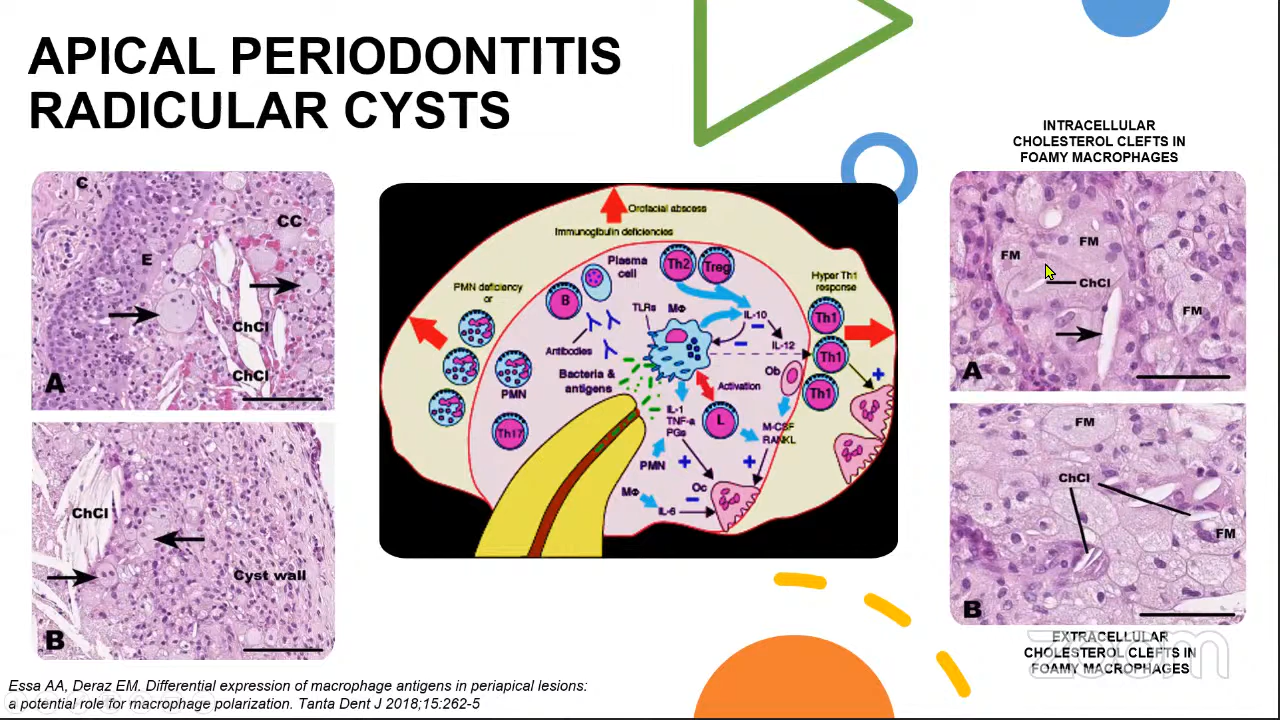 APICAL PERIODONTITIS
RADICULAR CYSTS
C
CC
E
ChCl
ChCl
A
ChCl
Cyst wall
B
Orofacial abscess
Immunoglbulin deficiencies
Plasma
cell
Th2
Treg
Hyper Th1
response
PMN deficiency
or
B
TLRs
MΦ
IL-10
Th1
Antibodies
IL-12
Th1
Bacteria &
antigens
PMN
Ob
Activation
Th1
IL-1
TNF-a
PGs
L
M-CSF
RANKL
Th17
PMN
Oc
MΦ
IL-6
INTRACELLULAR
CHOLESTEROL CLEFTS IN
FOAMY MACROPHAGES
FM
FM
ChCl
FM
A
FM
ChCl
FM
B
EXTRACELLULAR
CHOLESTEROL CLEFTS IN
FOAMY MACROPHAGES
zoom
Essa AA, Deraz EM. Differential expression of macrophage antigens in periapical lesions:
a potential role for macrophage polarization. Tanta Dent J 2018;15:262-5